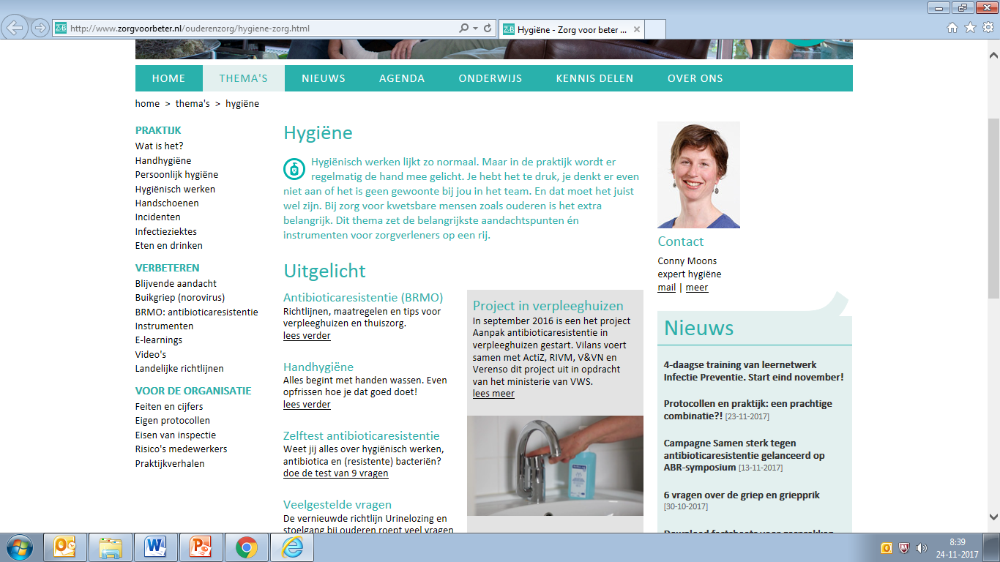 http://www.zorgvoorbeter.nl/ouderenzorg/hygiene-zorg.html
Hygiëne - Zorg voor beter ...
HOME THEMA'S NIEUWS AGENDA ONDERWIJS KENNIS DELEN OVER ONS
home > thema's > hygiëne
PRAKTIJK
Wat is het?
Handhygiëne
Persoonlijk hygiëne
Hygiënisch werken
Handschoenen
Incidenten
Infectieziektes
Eten en drinken
VERBETEREN
Blijvende aandacht
Buikgriep (norovirus)
BRMO: antibioticaresistentie
Instrumenten
E-learnings
Video's
Landelijke richtlijnen
VOOR DE ORGANISATIE
Feiten en cijfers
Eigen protocollen
Eisen van inspectie
Risico's medewerkers
Praktijkverhalen
Hygiëne
Hygiënisch werken lijkt zo normaal. Maar in de praktijk wordt er
regelmatig de hand mee gelicht. Je hebt het te druk, je denkt er even
niet aan of het is geen gewoonte bij jou in het team. En dat moet het juist
wel zijn. Bij zorg voor kwetsbare mensen zoals ouderen is het extra
belangrijk. Dit thema zet de belangrijkste aandachtspunten én
instrumenten voor zorgverleners op een rij.
Uitgelicht
Antibioticaresistentie (BRMO)
Richtlijnen, maatregelen en tips voor
verpleeghuizen en thuiszorg.
lees verder
Handhygiëne
Alles begint met handen wassen. Even
opfrissen hoe je dat goed doet!
lees verder
Zelftest antibioticaresistentie
Weet jij alles over hygiënisch werken,
antibiotica en (resistente) bacteriën?
doe de test van 9 vragen
Veelgestelde vragen
De vernieuwde richtlijn Urinelozing en
stoelgang bij ouderen roept veel vragen
Project in verpleeghuizen
In september 2016 is een het project
Aanpak antibioticaresistentie in
verpleeghuizen gestart. Vilans voert
samen met ActiZ, RIVM, V&VN en
Verenso dit project uit in opdracht
van het ministerie van VWS.
lees meer
Contact
Conny Moons
expert hygiëne
mail | meer
Nieuws
4-daagse training van leernetwerk
Infectie Preventie. Start eind november!
Protocollen en praktijk: een prachtige
combinatie?! [23-11-2017]
Campagne Samen sterk tegen
antibioticaresistentie gelanceerd op
ABR-symposium [13-11-2017]
6 vragen over de griep en griepprik
[30-10-2017]
8:39
24-11-2017